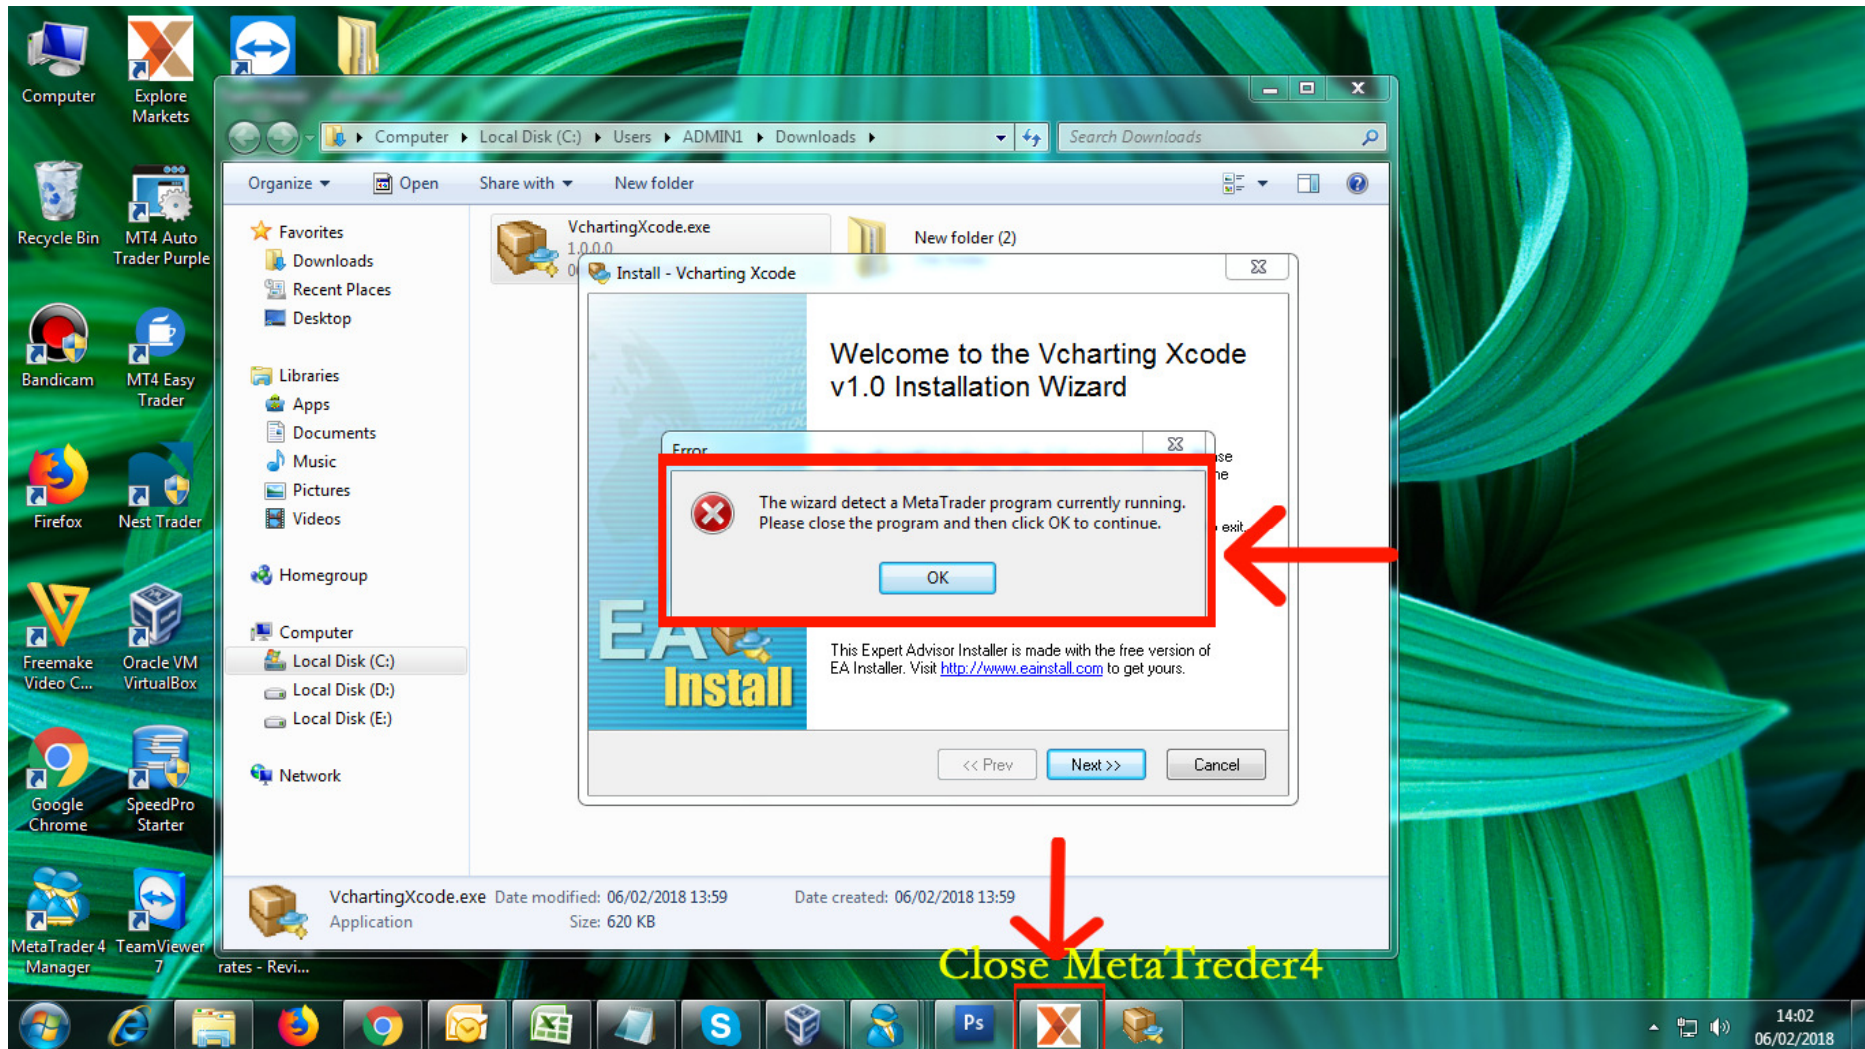 Computer
Explore
Markets
Recycle Bin
MT4 Auto
Trader Purple
Bandicam
MT4 Easy
Trader
Firefox
Nest Trader
Freemake
Video C...
Oracle VM
VirtualBox
Google
Chrome
SpeedPro
Starter
MetaTrader 4
Manager
TeamViewer
7
rates - Revi...
Computer
Local Disk (C:)
Users
ADMIN1
Downloads
Search Downloads
Organize
Open
Share with
New folder
Favorites
Downloads
Recent Places
Desktop
Libraries
Apps
Documents
Music
Pictures
Videos
Homegroup
Computer
Local Disk (C:)
Local Disk (D:)
Local Disk (E:)
Network
VchartingXcode.exe
1.0.0.0
New folder (2)
Install - Vcharting Xcode
Welcome to the Vcharting Xcode
v1.0 Installation Wizard
Error
The wizard detect a MetaTrader program currently running.
Please close the program and then click OK to continue.
OK
exit.
EA
Install
This Expert Advisor Installer is made with the free version of
EA Installer. Visit http://www.eainstall.com to get yours.
<< Prev
Next >>
Cancel
VchartingXcode.exe Date modified: 06/02/2018 13:59 Date created: 06/02/2018 13:59
Application Size: 620 KB
Close MetaTreder4
Ps
14:02
06/02/2018